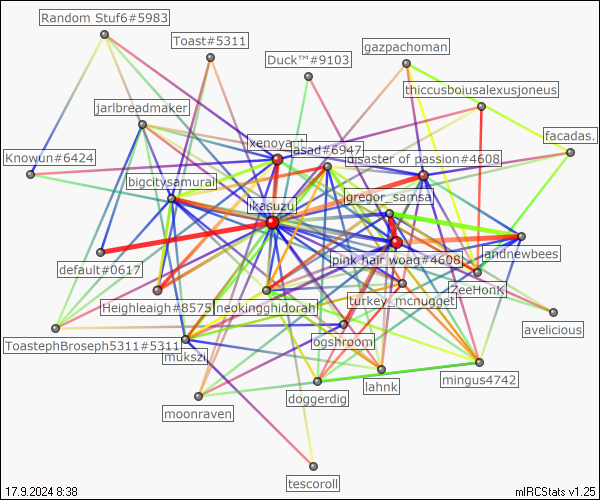 Random Stuf6#5983
Toast#5311
Duck™#9103
gazpachoman
thiccusboiusalexusjoneus
jarlbreadmaker
facadas.
xenoya
asad#6947
Knowun#6424
disaster of passion#4608
bigcitysamurai
ikasuzu
gregor_samsa
pink hair woag#4608
andnewbees
default#0617
ZeeHonK
Heighleigh#8575
neokingghidorah
turkey_mcnugget
avelicious
ToastephBroseph5311#5311
mukszi
ogshroom
lahnk
mingus4742
doggerdig
moonraven
tescoroll
17.9.2024 8:38
mIRCStats v1.25